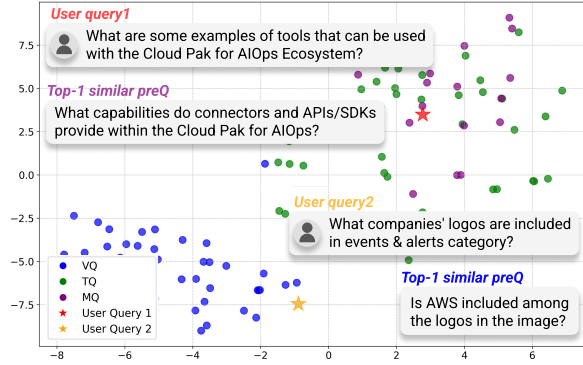 User query1
What are some examples of tools that can be used
with the Cloud Pak for AIOps Ecosystem?
Top-1 similar preQ
What capabilities do connectors and APIs/SDKs
provide within the Cloud Pak for AIOps?
User query2
What companies' logos are included
in events & alerts category?
Top-1 similar preQ
Is AWS included among
the logos in the image?
VQ
TQ
MQ
User Query 1
User Query 2
7.5
5.0
2.5
0.0
−2.5
−5.0
−7.5
−8
−6
−4
−2
0
2
4
6